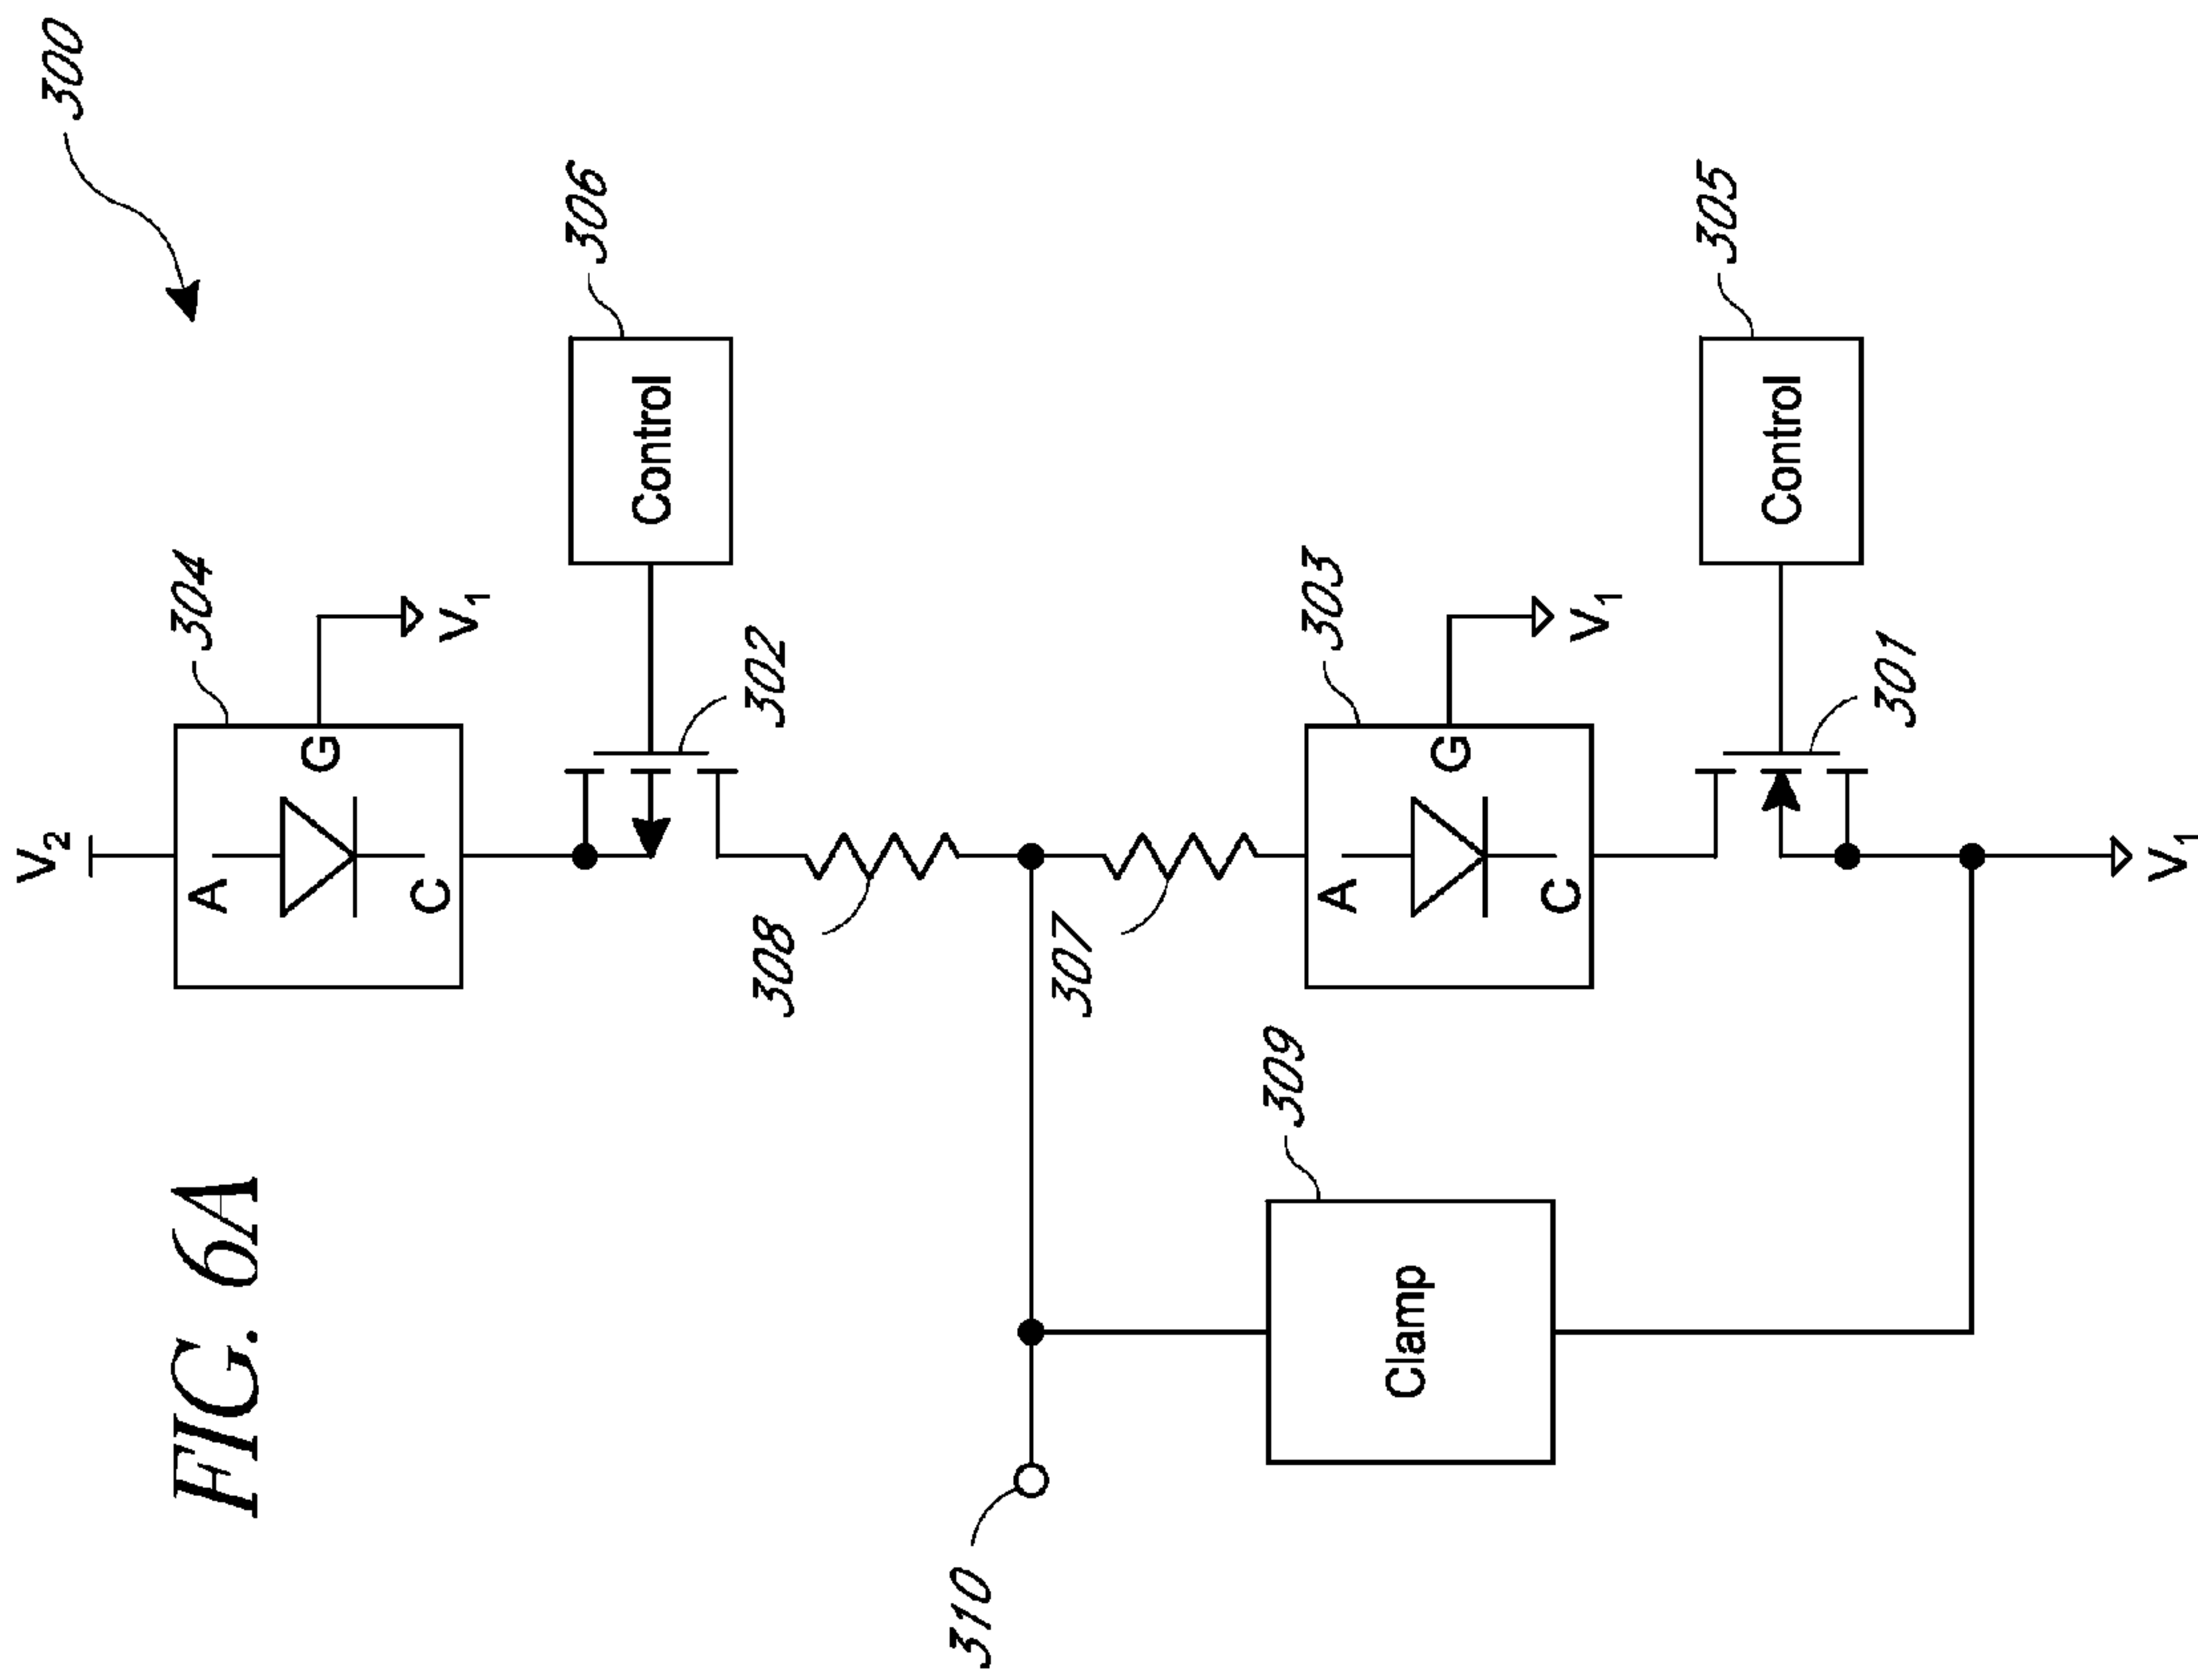 FIG. 6A
300
V₂
304
A
G
C
V₁
306
Control
302
308
307
310
303
A
G
C
V₁
309
Clamp
305
Control
301
V₁